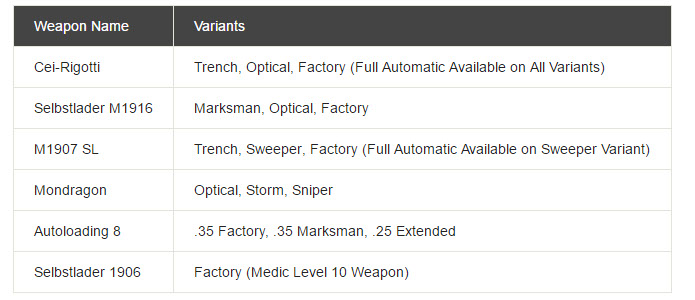 Weapon Name Variants
Cei-Rigotti Trench, Optical, Factory (Full Automatic Available on All Variants)
Selbstlader M1916 Marksman, Optical, Factory
M1907 SL Trench, Sweeper, Factory (Full Automatic Available on Sweeper Variant)
Mondragon Optical, Storm, Sniper
Autoloading 8 .35 Factory, .35 Marksman, .25 Extended
Selbstlader 1906 Factory (Medic Level 10 Weapon)